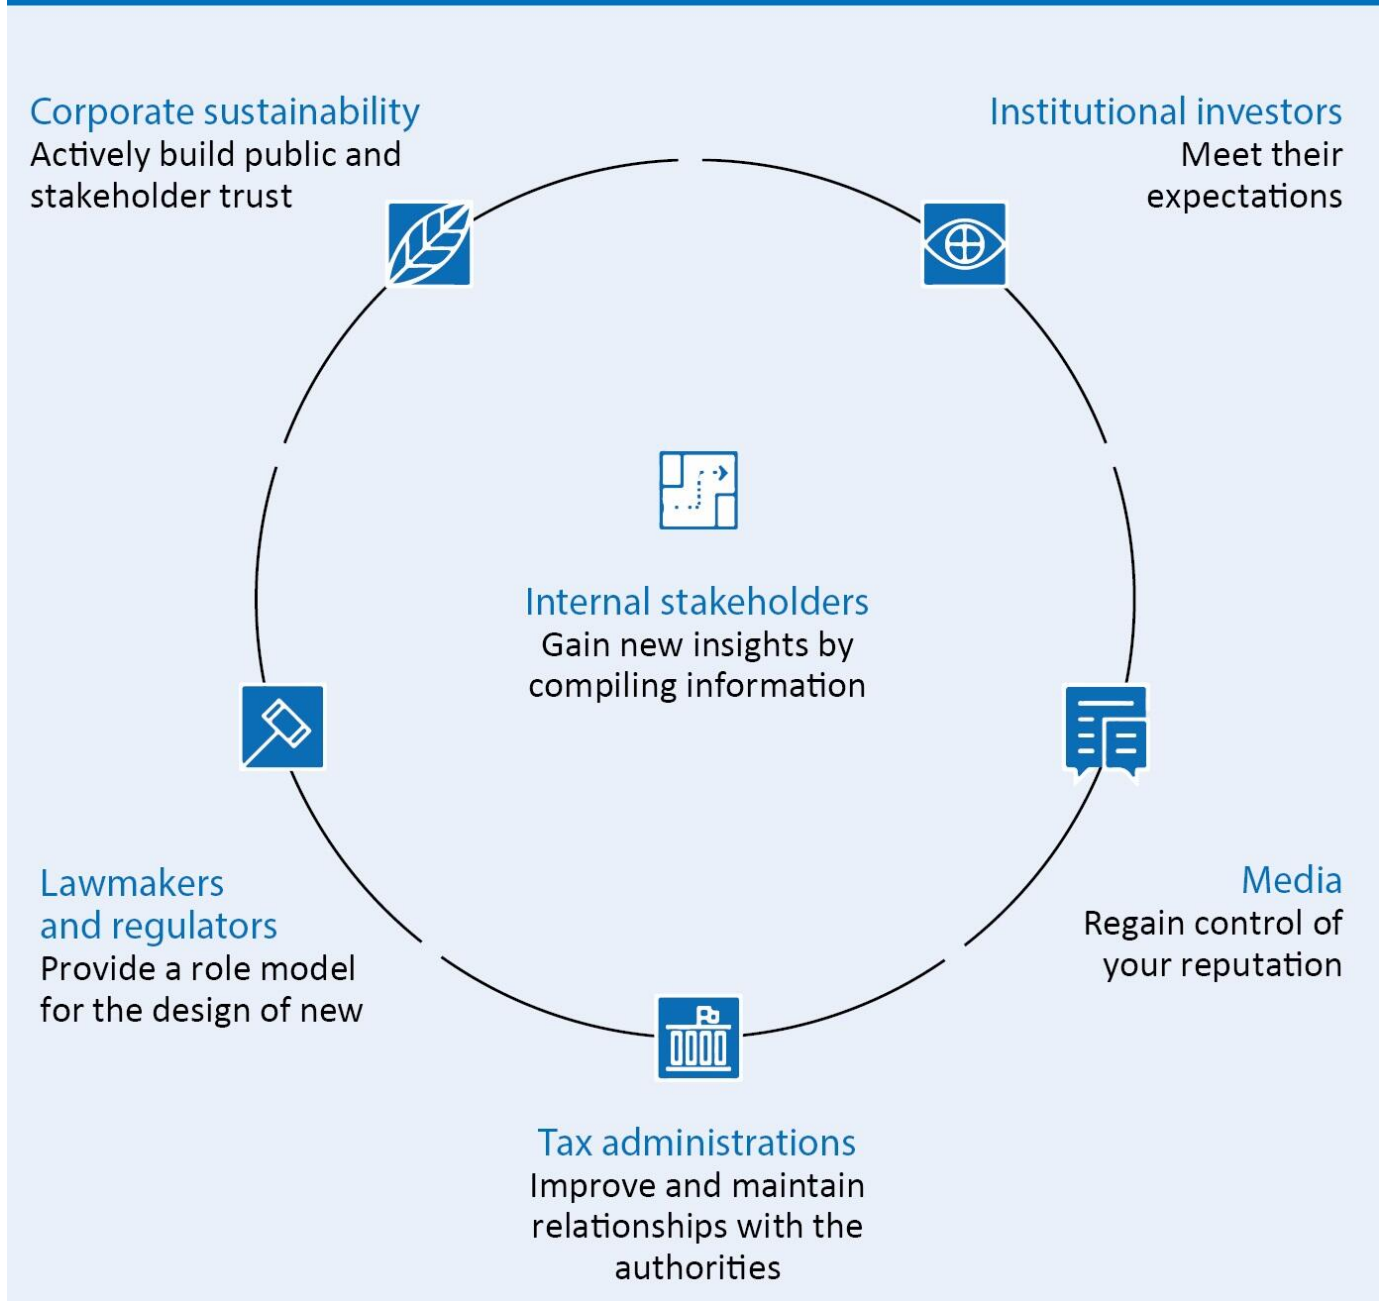 Corporate sustainability
Actively build public and
stakeholder trust
Institutional investors
Meet their
expectations
Internal stakeholders
Gain new insights by
compiling information
Lawmakers
and regulators
Provide a role model
for the design of new
Media
Regain control of
your reputation
Tax administrations
Improve and maintain
relationships with the
authorities